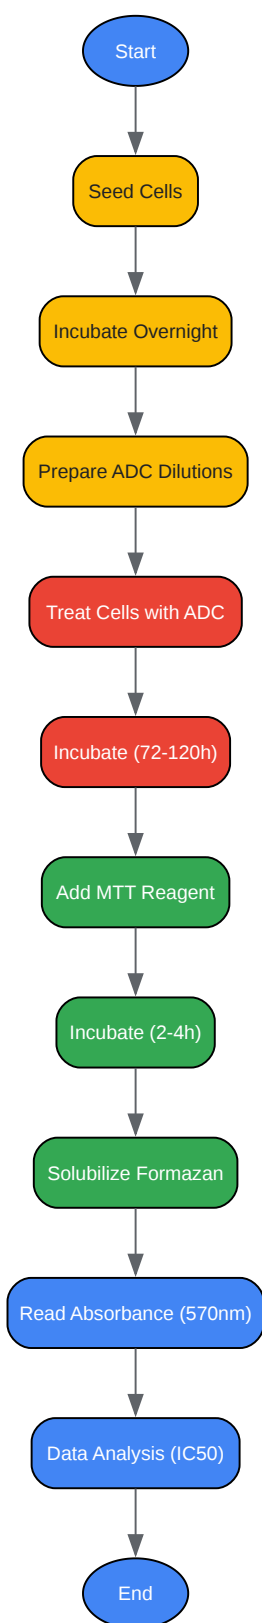 Start
Seed Cells
Incubate Overnight
Prepare ADC Dilutions
Treat Cells with ADC
Incubate (72-120h)
Add MTT Reagent
Incubate (2-4h)
Solubilize Formazan
Read Absorbance (570nm)
Data Analysis (IC50)
End